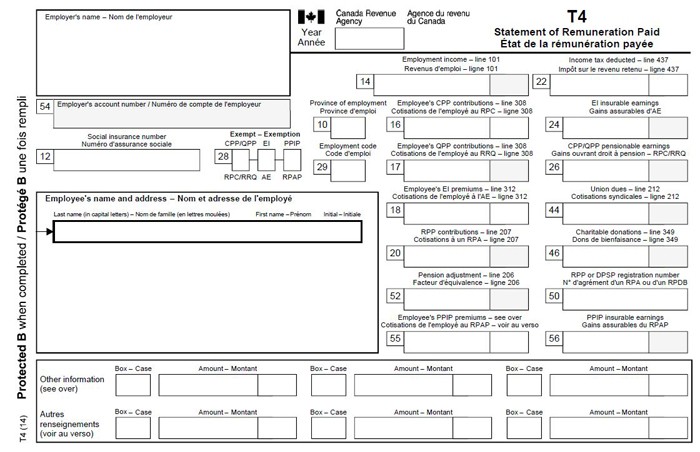 Employer's name – Nom de l'employeur
Canada Revenue Agency
Agence du revenu du Canada
Year
Année
T4
Statement of Remuneration Paid
État de la rémunération payée
Employment income – line 101
Revenus d'emploi – ligne 101
14
Income tax deducted – line 437
Impôt sur le revenu retenu – ligne 437
22
54
Employer's account number / Numéro de compte de l'employeur
Province of employment
Province d'emploi
10
Employee's CPP contributions – line 308
Cotisations de l'employé au RPC – ligne 308
16
EI insurable earnings
Gains assurables d'AE
24
Social insurance number
Numéro d'assurance sociale
12
Exempt – Exemption
CPP/QPP EI PPIP
28
RPC/RRQ AE RPAP
Employment code
Code d'emploi
29
Employee's QPP contributions – line 308
Cotisations de l'employé au RRQ – ligne 308
17
CPP/QPP pensionable earnings
Gains ouvrant droit à pension – RPC/RRQ
26
Employee's name and address – Nom et adresse de l'employé
Last name (in capital letters) – Nom de famille (en lettres moulées) First name – Prénom Initial – Initiale
Employee's EI premiums – line 312
Cotisations de l'employé à l'AE – ligne 312
18
Union dues – line 212
Cotisations syndicales – ligne 212
44
RPP contributions – line 207
Cotisations à un RPA – ligne 207
20
Charitable donations – line 349
Dons de bienfaisance – ligne 349
46
Pension adjustment – line 206
Facteur d'équivalence – ligne 206
52
RPP or DPSP registration number
N° d'agrément d'un RPA ou d'un RPDB
50
Employee's PPIP premiums – see over
Cotisations de l'employé au RPAP – voir au verso
55
PPIP insurable earnings
Gains assurables du RPAP
56
Box – Case Amount – Montant Box – Case Amount – Montant Box – Case Amount – Montant
Other information
(see over)
Box – Case Amount – Montant Box – Case Amount – Montant Box – Case Amount – Montant
Autres
renseignements
(voir au verso)
Protected B when completed / Protégé B une fois rempli
T4 (14)